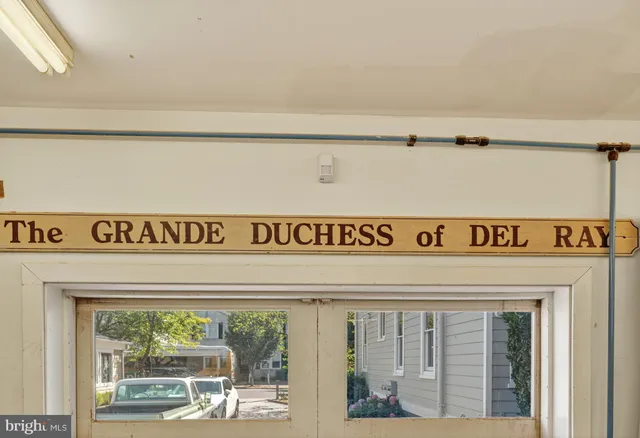 The GRANDE DUCHESS of DEL RAY
bright MLS